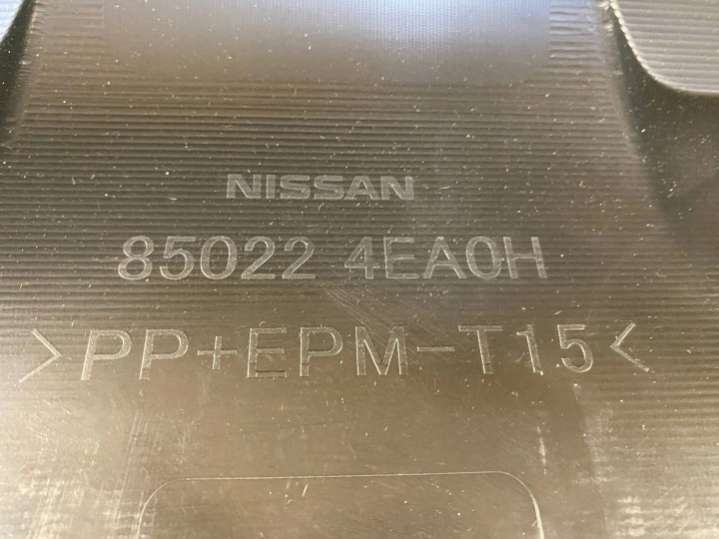 NISSAN
85022 4EA0H
>PP+EPM-T15<